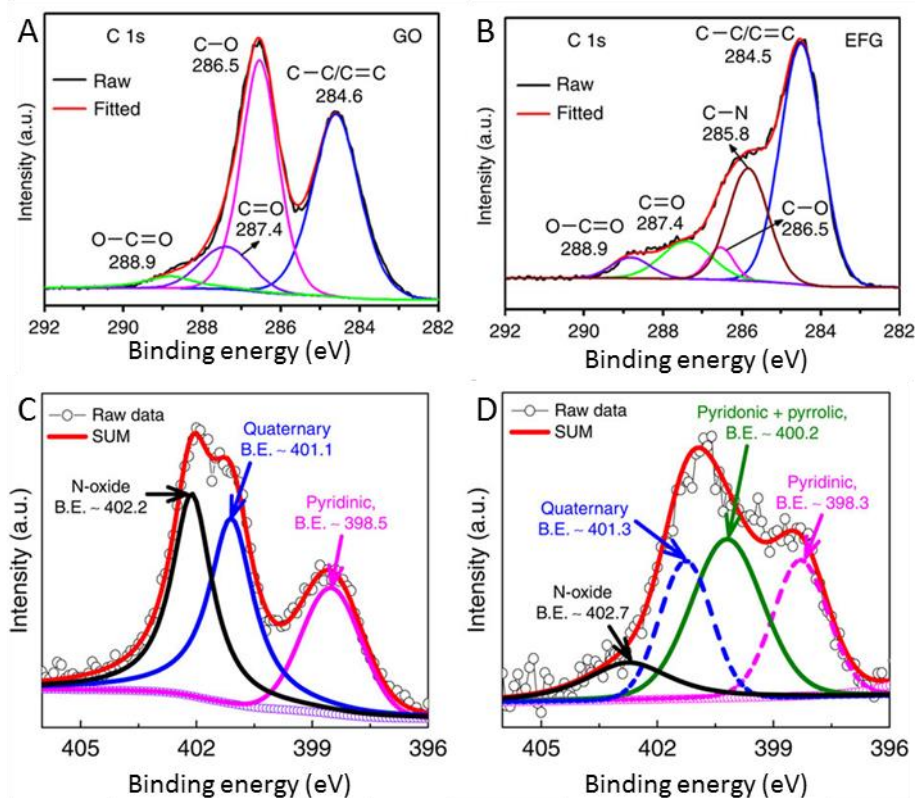 A
C 1s
GO
C—O
286.5
C—C/C=C
284.6
Raw
Fitted
C=O
287.4
O—C=O
288.9
Intensity (a.u.)
292 290 288 286 284 282
Binding energy (eV)
B
C 1s
EFG
C—C/C=C
284.5
Raw
Fitted
C—N
285.8
C=O
287.4
C—O
286.5
O—C=O
288.9
Intensity (a.u.)
292 290 288 286 284 282
Binding energy (eV)
C
Raw data
SUM
Quaternary
B.E. ~ 401.1
N-oxide
B.E. ~ 402.2
Pyridinic,
B.E. ~ 398.5
Intensity (a.u.)
405 402 399 396
Binding energy (eV)
D
Raw data
SUM
Pyridonic + pyrrolic,
B.E. ~ 400.2
Pyridinic,
B.E. ~ 398.3
Quaternary
B.E. ~ 401.3
N-oxide
B.E. ~ 402.7
Intensity (a.u.)
405 402 399 396
Binding energy (eV)